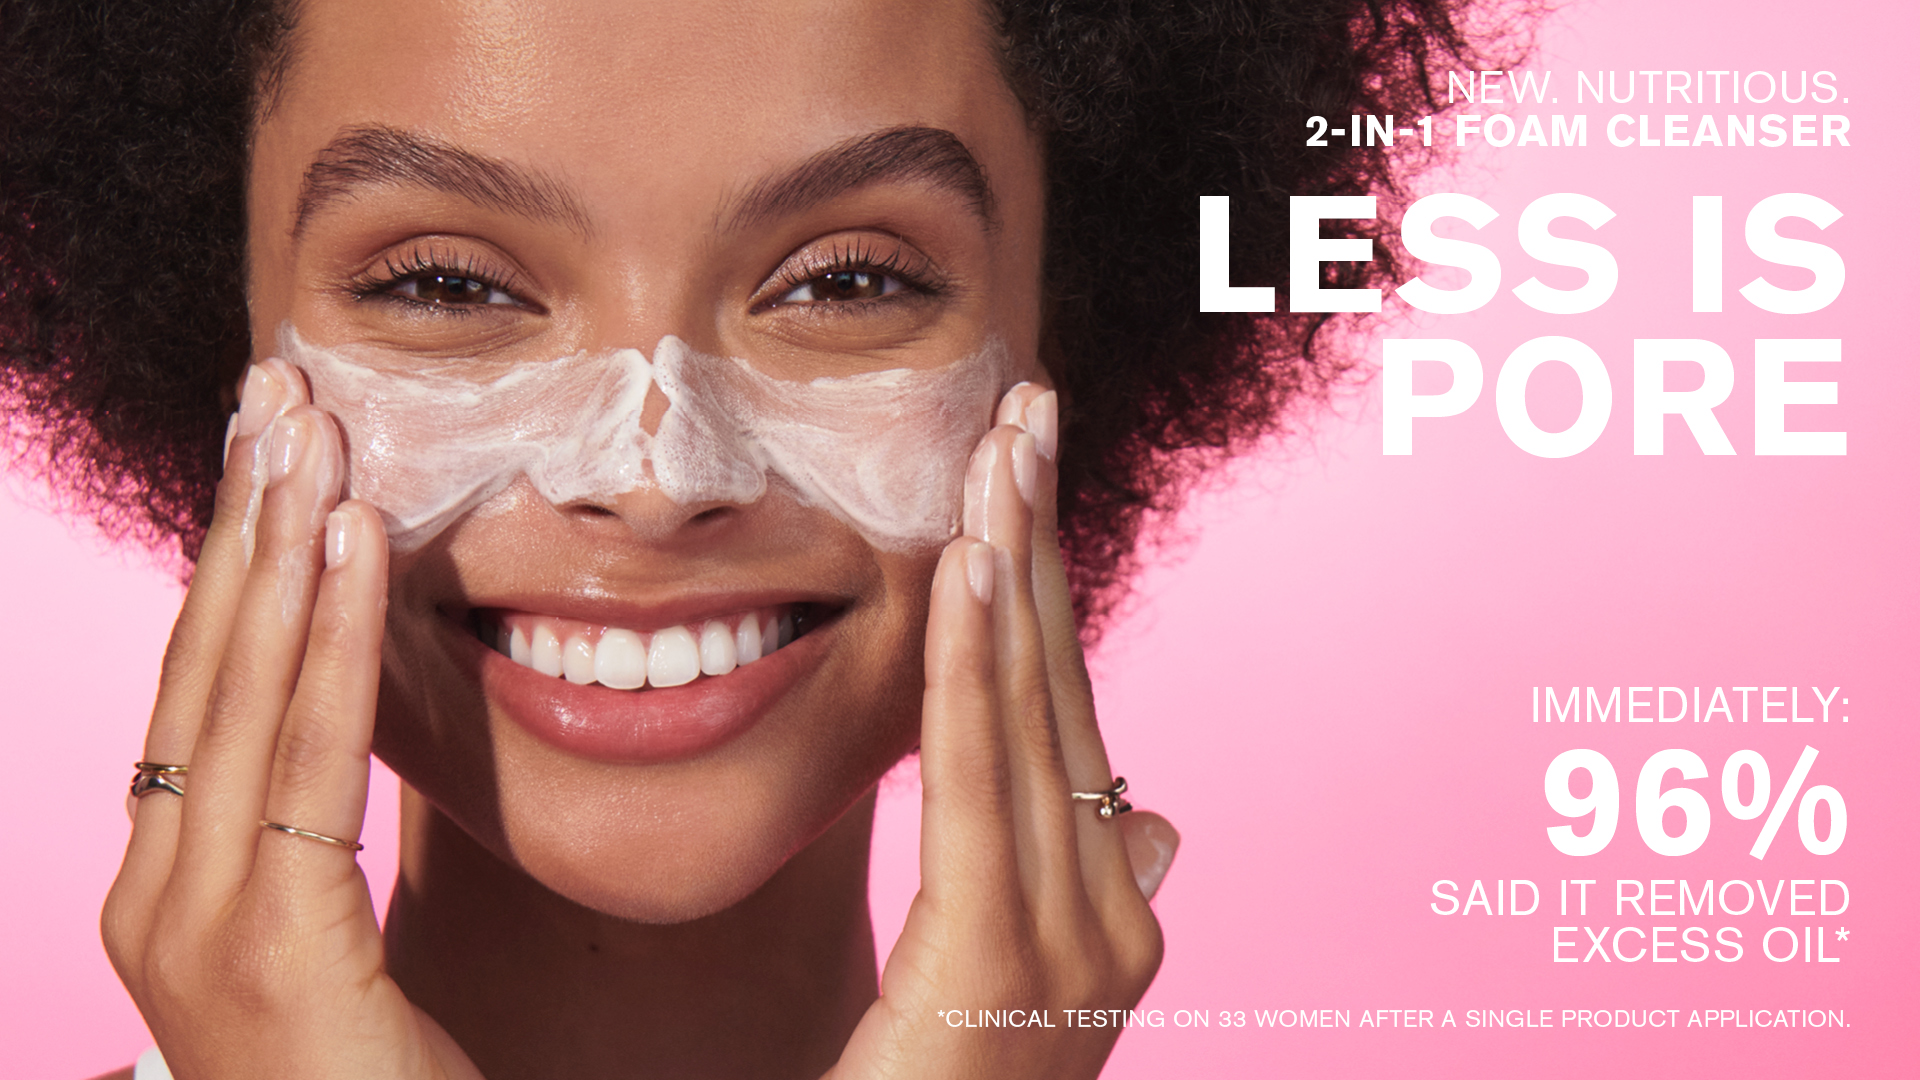 NEW. NUTRITIOUS.
2-IN-1 FOAM CLEANSER
LESS IS
PORE
IMMEDIATELY:
96%
SAID IT REMOVED
EXCESS OIL*
*CLINICAL TESTING ON 33 WOMEN AFTER A SINGLE PRODUCT APPLICATION.